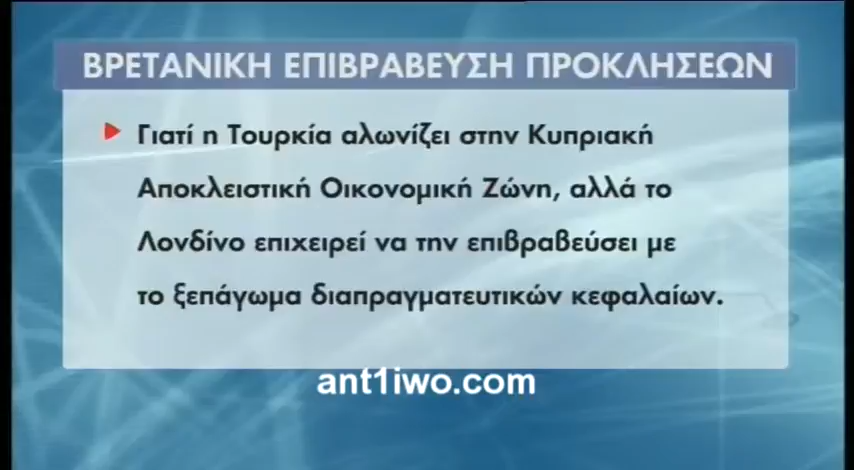 ΒΡΕΤΑΝΙΚΗ ΕΠΙΒΡΑΒΕΥΣΗ ΠΡΟΚΛΗΣΕΩΝ
Γιατί η Τουρκία αλωνίζει στην Κυπριακή
Αποκλειστική Οικονομική Ζώνη, αλλά το
Λονδίνο επιχειρεί να την επιβραβεύσει με
το ξεπάγωμα διαπραγματευτικών κεφαλαίων.
ant1iwo.com